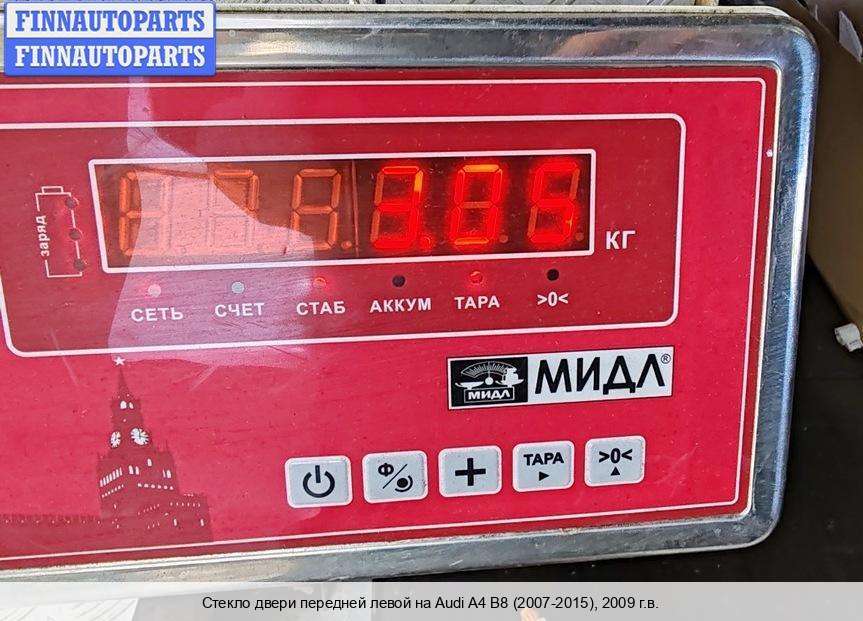 FINNAUTOPARTS
FINNAUTOPARTS
заряд
3.05
КГ
СЕТЬ СЧЕТ СТАБ АККУМ ТАРА >0<
МИДЛ МИДЛ®
Ф ТАРА >0<
Стекло двери передней левой на Audi A4 B8 (2007-2015), 2009 г.в.